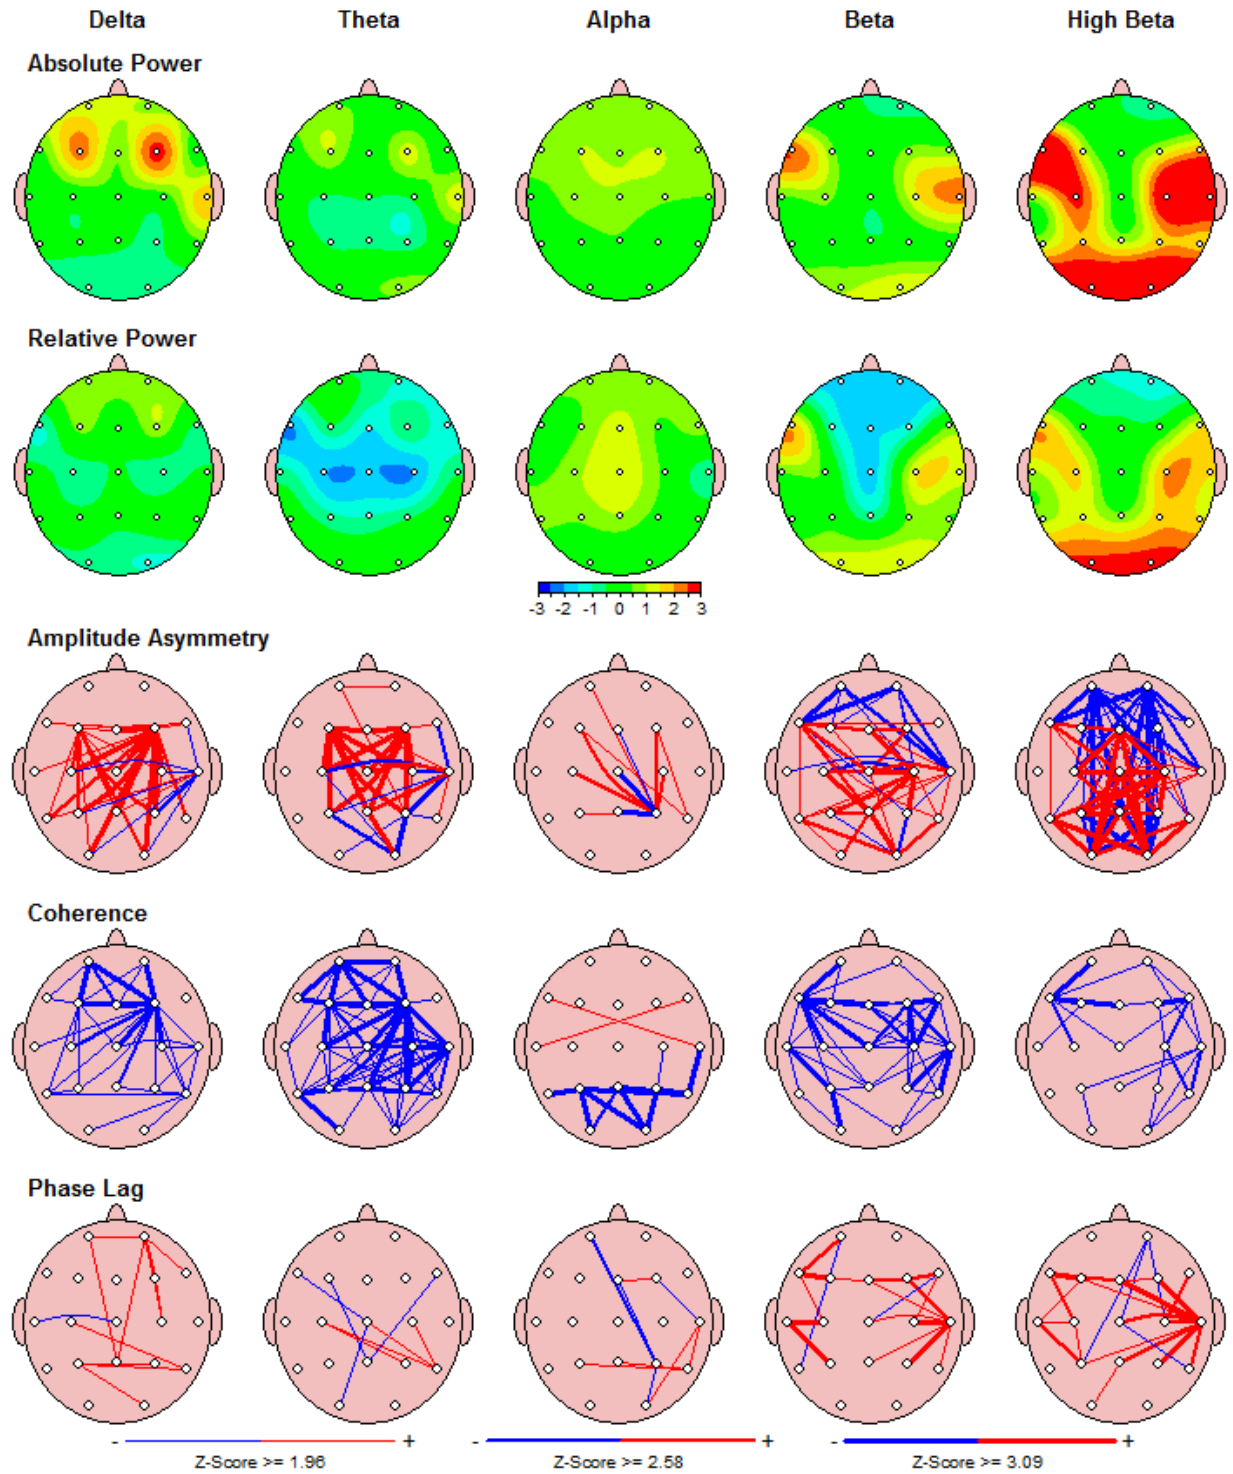 Delta Theta Alpha Beta High Beta
Absolute Power
Relative Power
-3 -2 -1 0 1 2 3
Amplitude Asymmetry
Coherence
Phase Lag
- + - + - +
Z-Score >= 1.96 Z-Score >= 2.58 Z-Score >= 3.09